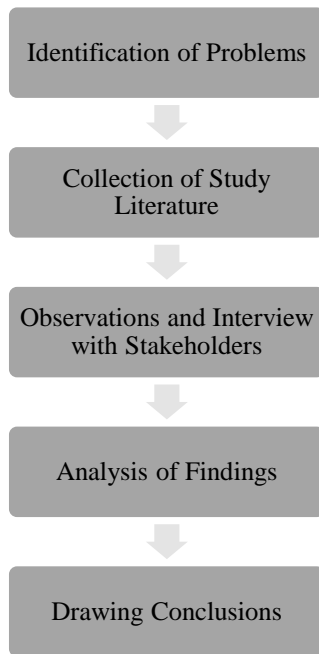 Identification of Problems
Collection of Study
Literature
Observations and Interview
with Stakeholders
Analysis of Findings
Drawing Conclusions